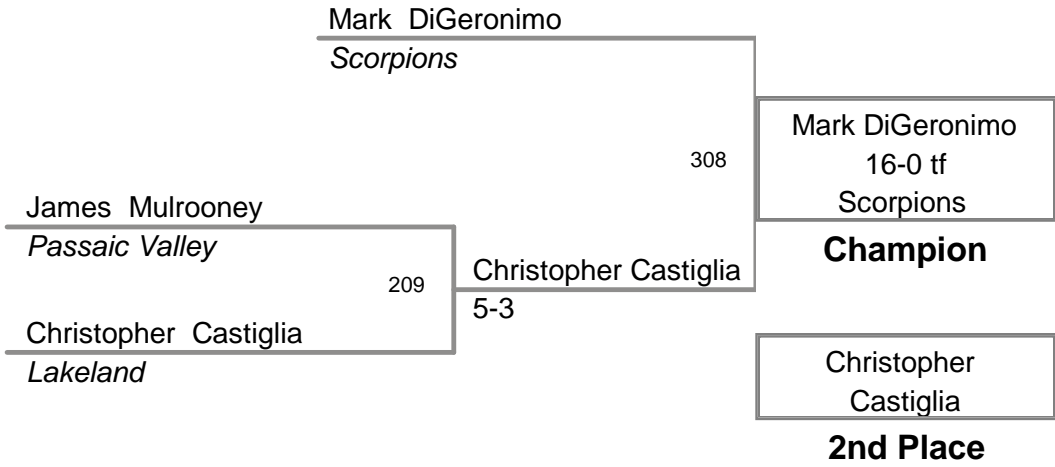 Mark DiGeronimo
Scorpions
Mark DiGeronimo
16-0 tf
Scorpions
Champion
308
James Mulrooney
Passaic Valley
209
Christopher Castiglia
5-3
Christopher Castiglia
Lakeland
Christopher
Castiglia
2nd Place